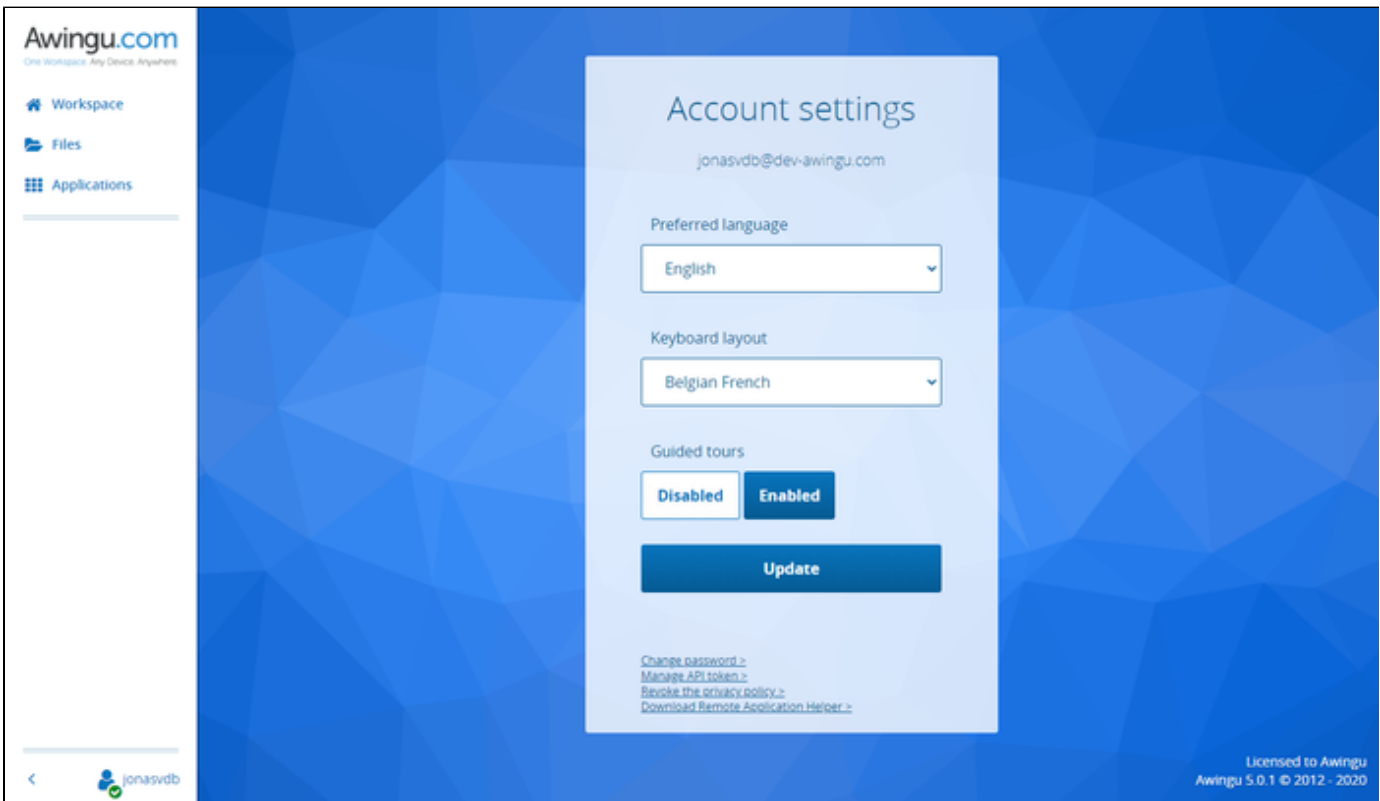 Awingu.com
One Workspace. Any Device. Anywhere.
Workspace
Files
Applications
Account settings
jonasvdb@dev-awingu.com
Preferred language
English
Keyboard layout
Belgian French
Guided tours
Disabled Enabled
Update
Change password >
Manage API token >
Revoke the privacy policy >
Download Remote Application Helper >
jonasvdb
Licensed to Awingu
Awingu 5.0.1 © 2012 - 2020